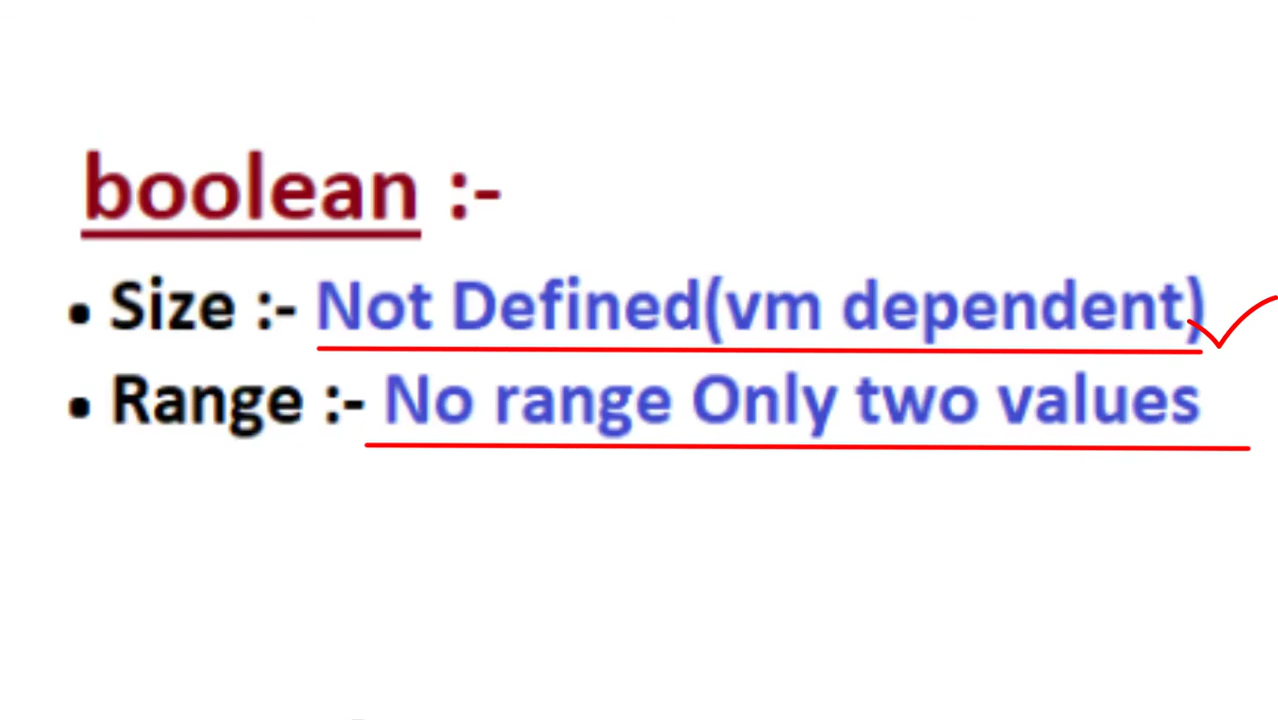 boolean :-
• Size :- Not Defined(vm dependent)
• Range :- No range Only two values